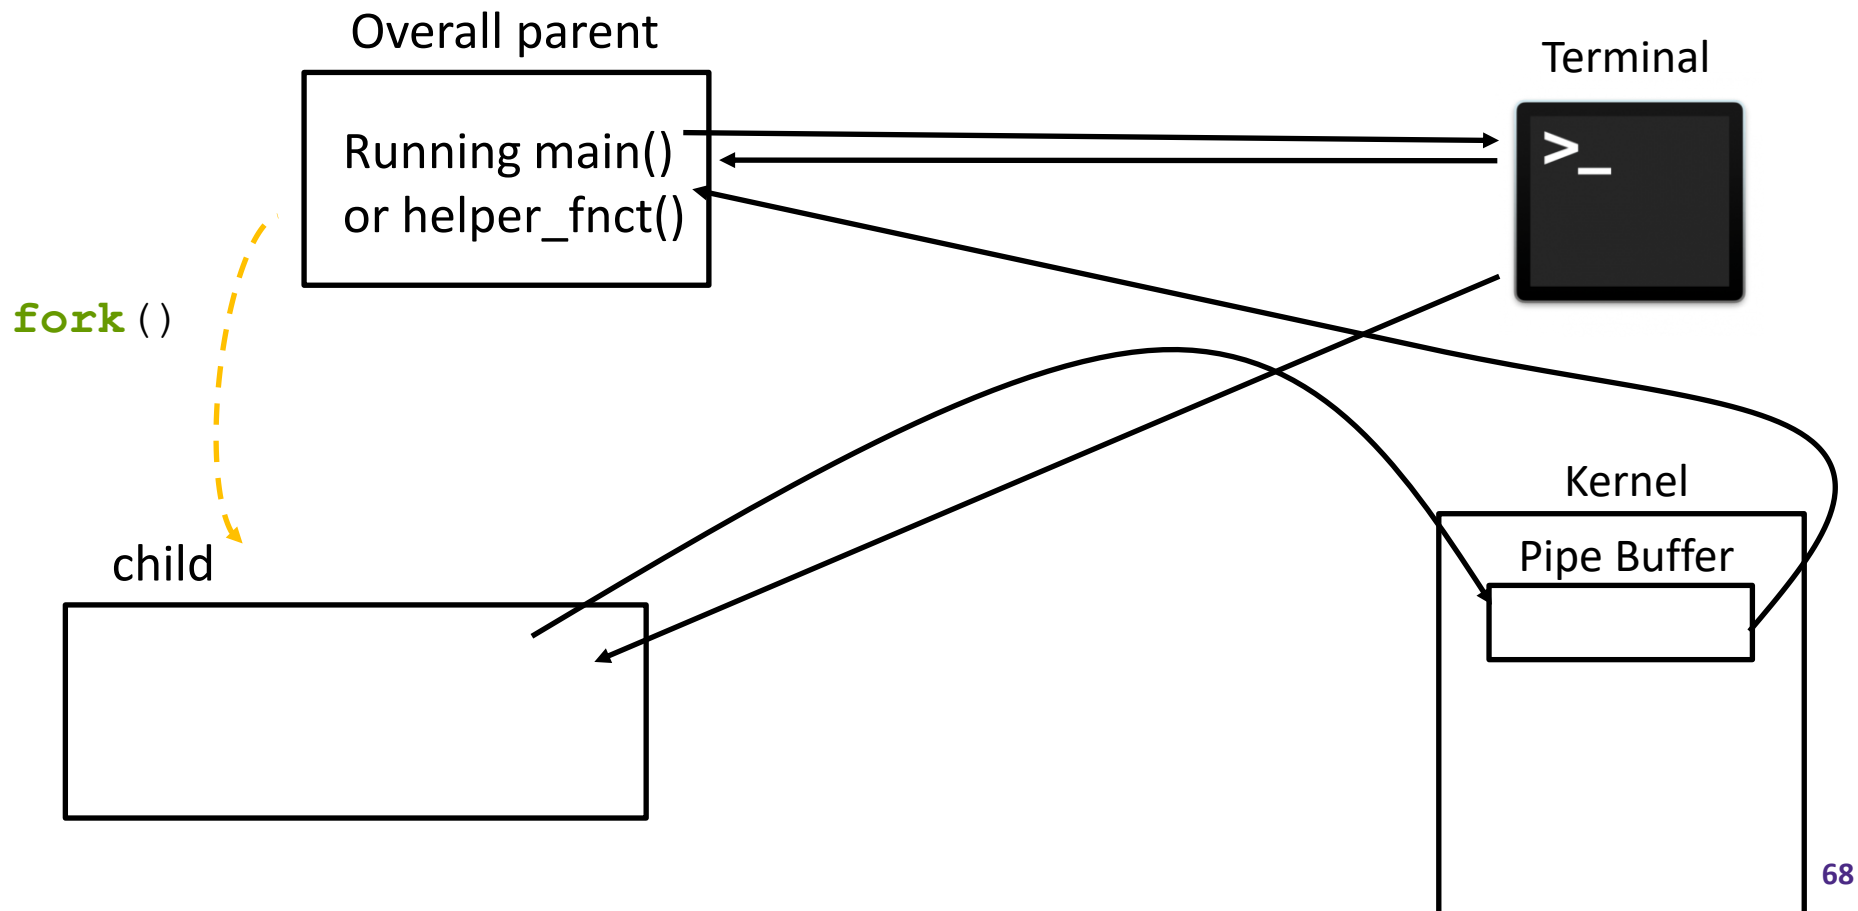 Overall parent
Terminal
Running main()
or helper_fnct()
>_
fork()
Kernel
Pipe Buffer
child
68